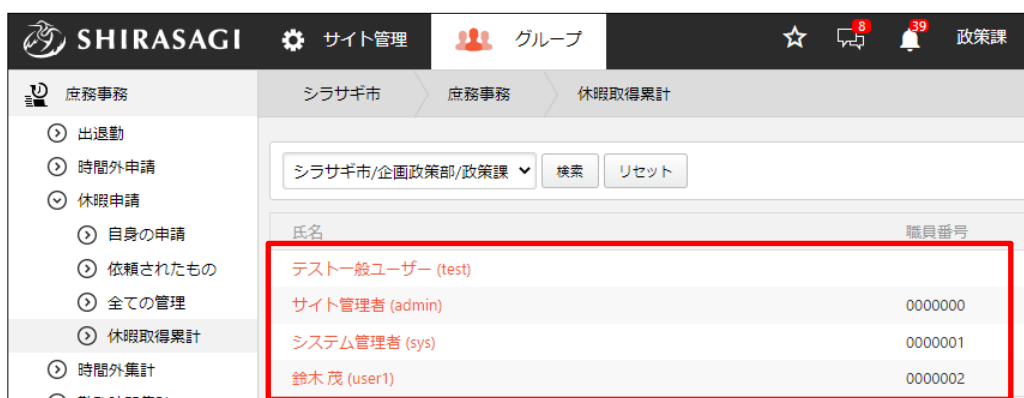 SHIRASAGI サイト管理 グループ 8 39 政策課
庶務事務 シラサギ市 庶務事務 休暇取得累計
出退勤
時間外申請 シラサギ市/企画政策部/政策課 検索 リセット
休暇申請
自身の申請 氏名 職員番号
依頼されたもの テスト一般ユーザー (test)
全ての管理 サイト管理者 (admin) 0000000
休暇取得累計 システム管理者 (sys) 0000001
時間外集計 鈴木 茂 (user1) 0000002